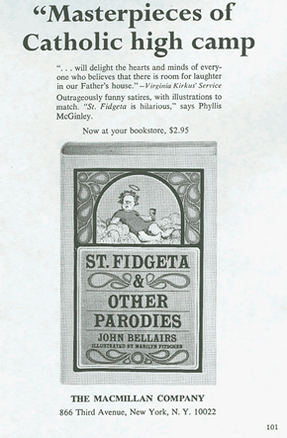 “Masterpieces of
Catholic high camp
“. . . will delight the hearts and minds of every-
one who believes that there is room for laughter
in our Father's house.”—Virginia Kirkus' Service
Outrageously funny satires, with illustrations to
match. “St. Fidgeta is hilarious,” says Phyllis
McGinley.
Now at your bookstore, $2.95
ST. FIDGETA
&
OTHER
PARODIES
JOHN BELLAIRS
ILLUSTRATED BY MARILYN FITSCHEN
THE MACMILLAN COMPANY
866 Third Avenue, New York, N. Y. 10022
101